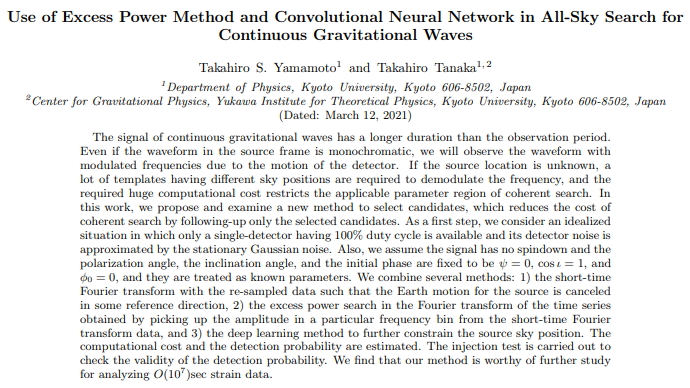 Use of Excess Power Method and Convolutional Neural Network in All-Sky Search for
Continuous Gravitational Waves
Takahiro S. Yamamoto¹ and Takahiro Tanaka¹,²
¹Department of Physics, Kyoto University, Kyoto 606-8502, Japan
²Center for Gravitational Physics, Yukawa Institute for Theoretical Physics, Kyoto University, Kyoto 606-8502, Japan
(Dated: March 12, 2021)
The signal of continuous gravitational waves has a longer duration than the observation period.
Even if the waveform in the source frame is monochromatic, we will observe the waveform with
modulated frequencies due to the motion of the detector. If the source location is unknown, a
lot of templates having different sky positions are required to demodulate the frequency, and the
required huge computational cost restricts the applicable parameter region of coherent search. In
this work, we propose and examine a new method to select candidates, which reduces the cost of
coherent search by following-up only the selected candidates. As a first step, we consider an idealized
situation in which only a single-detector having 100% duty cycle is available and its detector noise is
approximated by the stationary Gaussian noise. Also, we assume the signal has no spindown and the
polarization angle, the inclination angle, and the initial phase are fixed to be ψ = 0, cos ι = 1, and
ϕ₀ = 0, and they are treated as known parameters. We combine several methods: 1) the short-time
Fourier transform with the re-sampled data such that the Earth motion for the source is canceled
in some reference direction, 2) the excess power search in the Fourier transform of the time series
obtained by picking up the amplitude in a particular frequency bin from the short-time Fourier
transform data, and 3) the deep learning method to further constrain the source sky position. The
computational cost and the detection probability are estimated. The injection test is carried out to
check the validity of the detection probability. We find that our method is worthy of further study
for analyzing O(10⁷)sec strain data.